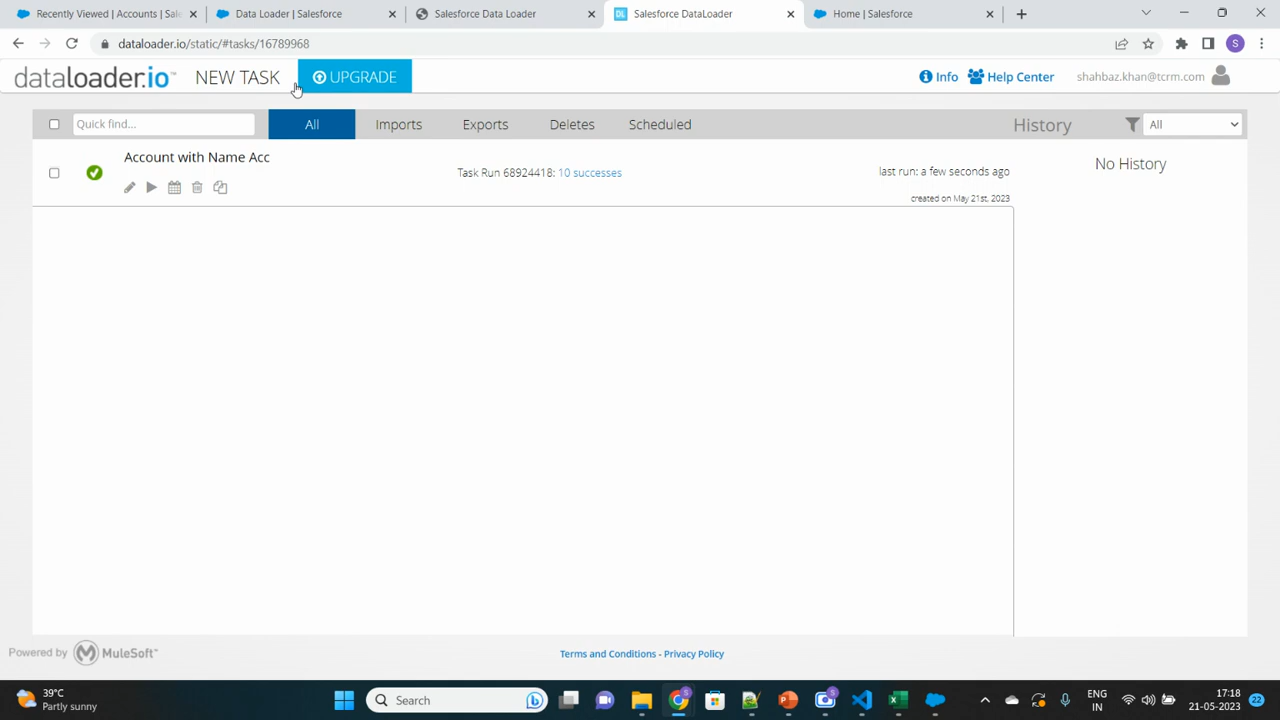 Recently Viewed | Accounts | Sal
Data Loader | Salesforce
Salesforce Data Loader
Salesforce DataLoader
Home | Salesforce
dataloader.io/static/#tasks/16789968
S
dataloader.io™
NEW TASK
UPGRADE
Info
Help Center
shahbaz.khan@tcrm.com
Quick find...
All
Imports
Exports
Deletes
Scheduled
History
All
Account with Name Acc
Task Run 68924418: 10 successes
last run: a few seconds ago
created on May 21st, 2023
No History
Powered by MuleSoft™
Terms and Conditions - Privacy Policy
39°C
Partly sunny
Search
ENG
IN
17:18
21-05-2023
22